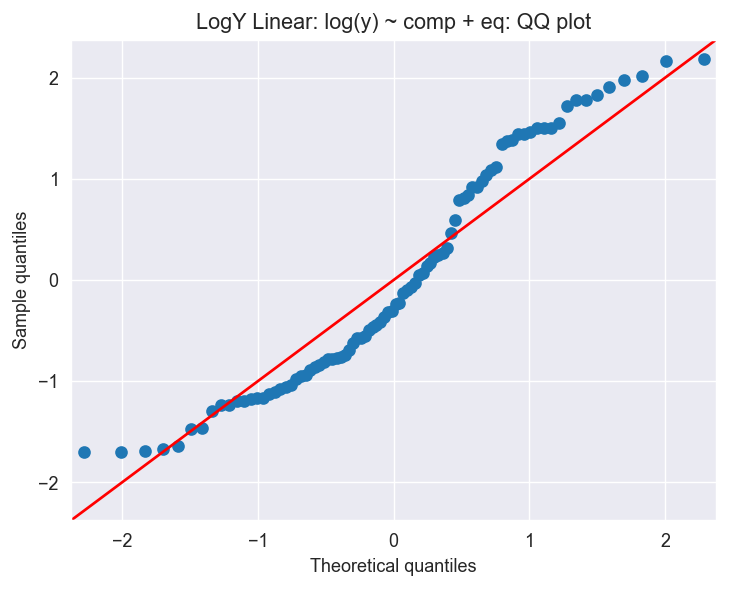 LogY Linear: log(y) ~ comp + eq: QQ plot
2
1
0
−1
−2
Sample quantiles
−2 −1 0 1 2
Theoretical quantiles